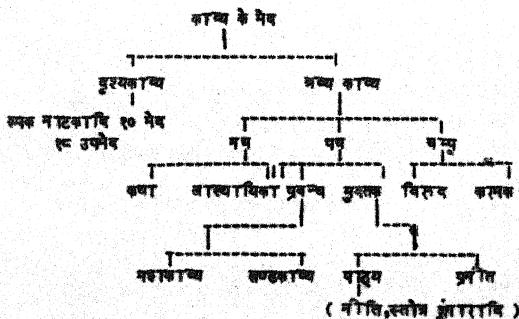 काव्य के भेद
दृश्यकाव्य श्रव्य काव्य
रूपक नाटकादि १० भेद
१८ उपभेद
गद्य पद्य चम्पू
कथा आख्यायिका प्रबन्ध मुक्तक विरुद करम्भक
महाकाव्य खण्डकाव्य पाठ्य प्रगीत
( नीति,स्तोत्र श्रृंगारादि )